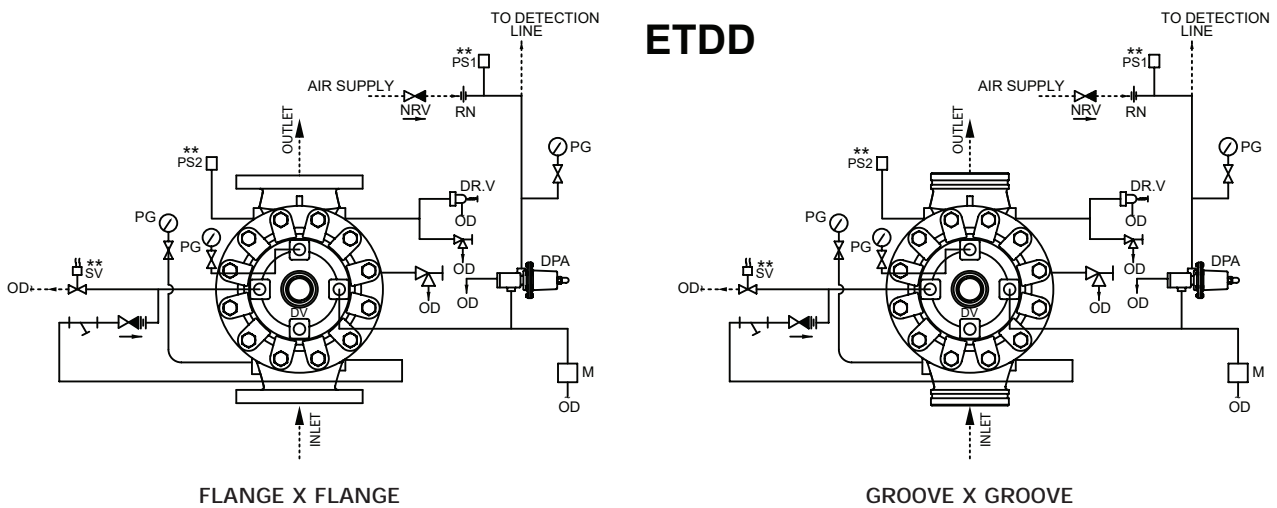 ETDD
TO DETECTION
LINE
**
PS1
AIR SUPPLY
NRV
RN
OUTLET
PG
**
PS2
DR.V
OD
PG
PG
OD
**
SV
OD
OD
OD
DPA
DV
M
OD
INLET
FLANGE X FLANGE
TO DETECTION
LINE
**
PS1
AIR SUPPLY
NRV
RN
OUTLET
PG
**
PS2
DR.V
OD
PG
PG
OD
**
SV
OD
OD
OD
DPA
DV
M
OD
INLET
GROOVE X GROOVE